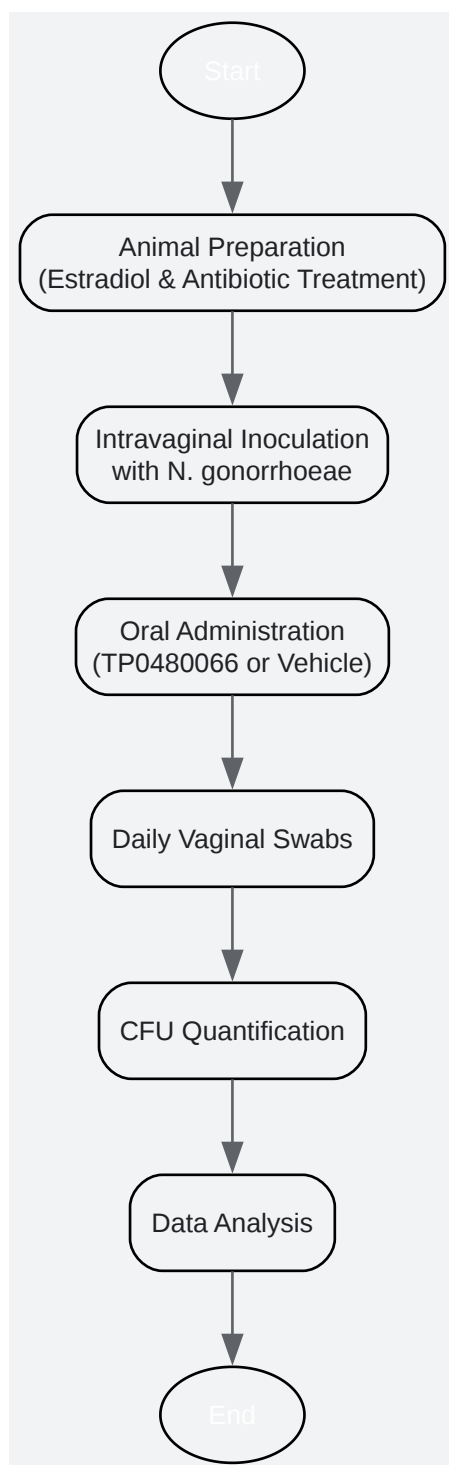 Start
Animal Preparation
(Estradiol & Antibiotic Treatment)
Intravaginal Inoculation
with N. gonorrhoeae
Oral Administration
(TP0480066 or Vehicle)
Daily Vaginal Swabs
CFU Quantification
Data Analysis
End